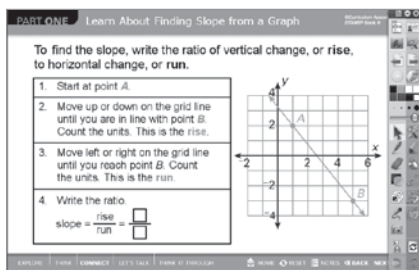 PART ONE Learn About Finding Slope from a Graph
To find the slope, write the ratio of vertical change, or rise,
to horizontal change, or run.
1. Start at point A.
2. Move up or down on the grid line
until you are in line with point B.
Count the units. This is the rise.
3. Move left or right on the grid line
until you reach point B. Count
the units. This is the run.
4. Write the ratio.
slope = rise/run =
y
4
A
2
x
-2 2 4 6
-2
B
-4
EXPLORE THINK CONNECT LET'S TALK THINK IT THROUGH HOME RESET NOTES BACK NEXT